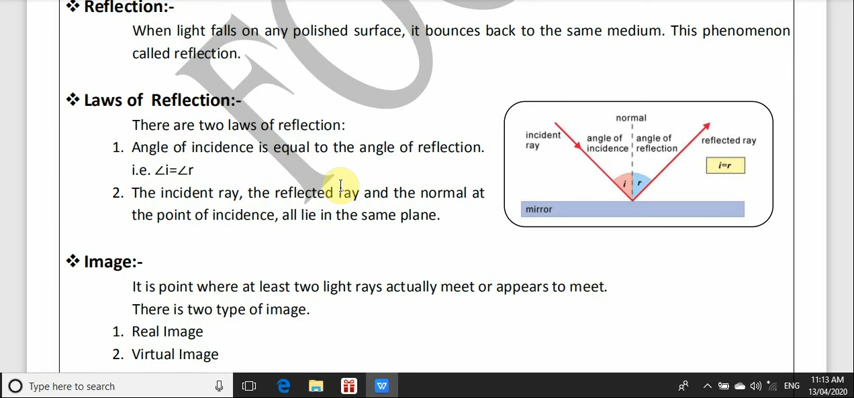 ❖ Reflection:-
When light falls on any polished surface, it bounces back to the same medium. This phenomenon
called reflection.
❖ Laws of Reflection:-
There are two laws of reflection:
1. Angle of incidence is equal to the angle of reflection.
i.e. ∠i=∠r
2. The incident ray, the reflected ray and the normal at
the point of incidence, all lie in the same plane.
normal
incident
ray
angle of
incidence
angle of
reflection
reflected ray
i=r
i
r
mirror
❖ Image:-
It is point where at least two light rays actually meet or appears to meet.
There is two type of image.
1. Real Image
2. Virtual Image
Type here to search
ENG
11:13 AM
13/04/2020